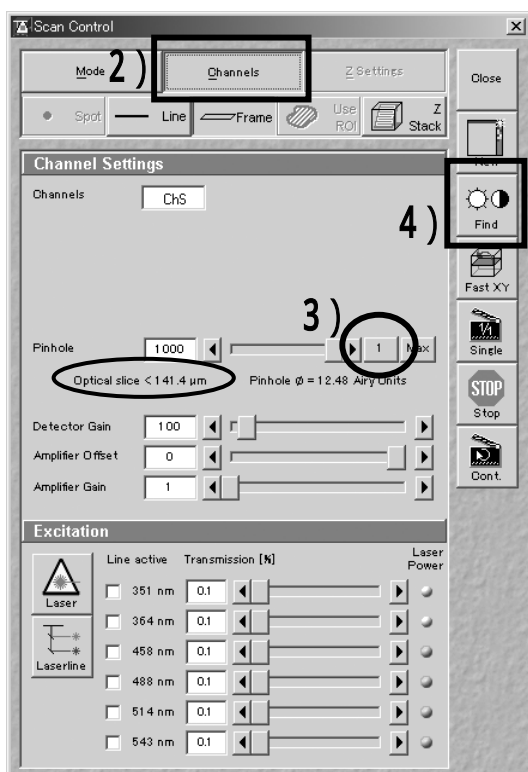 Scan Control
Mode 2) Channels Z Settings
Close
Spot Line Frame Use ROI Z Stack
New
Channel Settings
Channels ChS
4)
Find
Fast XY
3)
Pinhole 1000 1 Max
Single
Optical slice < 141.4 µm Pinhole ø = 12.48 Airy Units
STOP
Stop
Detector Gain 100
Amplifier Offset 0
Cont.
Amplifier Gain 1
Excitation
Line active Transmission [%] Laser Power
Laser
351 nm 0.1
364 nm 0.1
Laserline
458 nm 0.1
488 nm 0.1
514 nm 0.1
543 nm 0.1